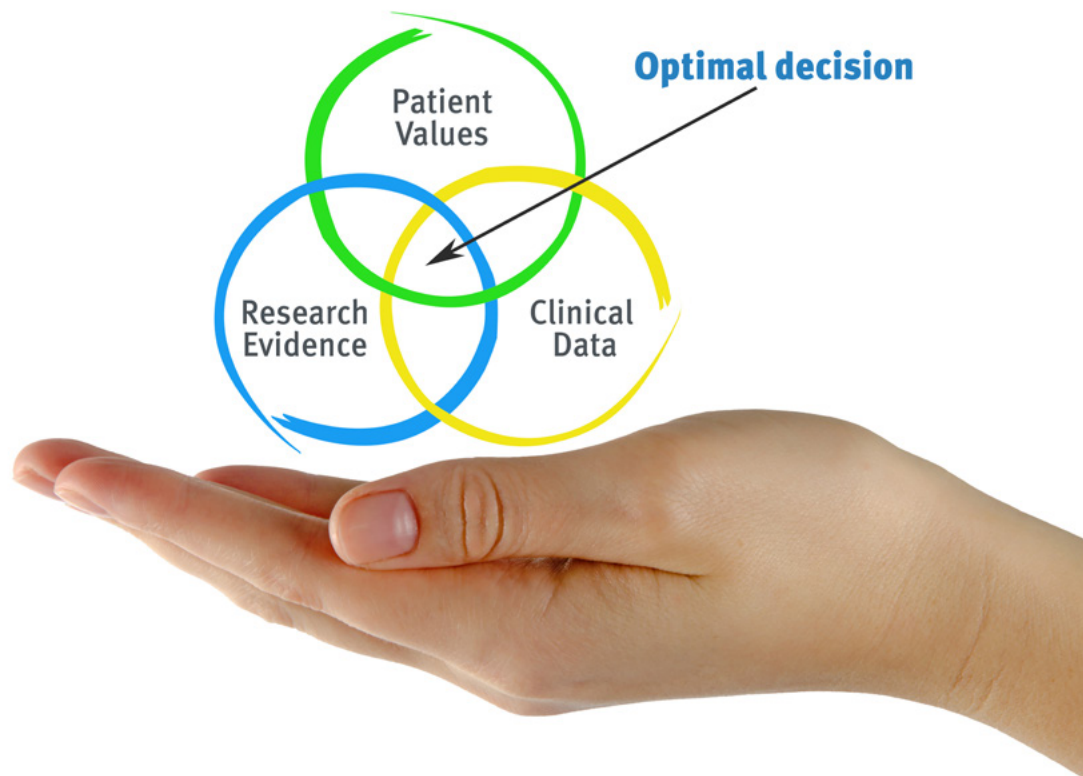 Optimal decision
Patient
Values
Research
Evidence
Clinical
Data